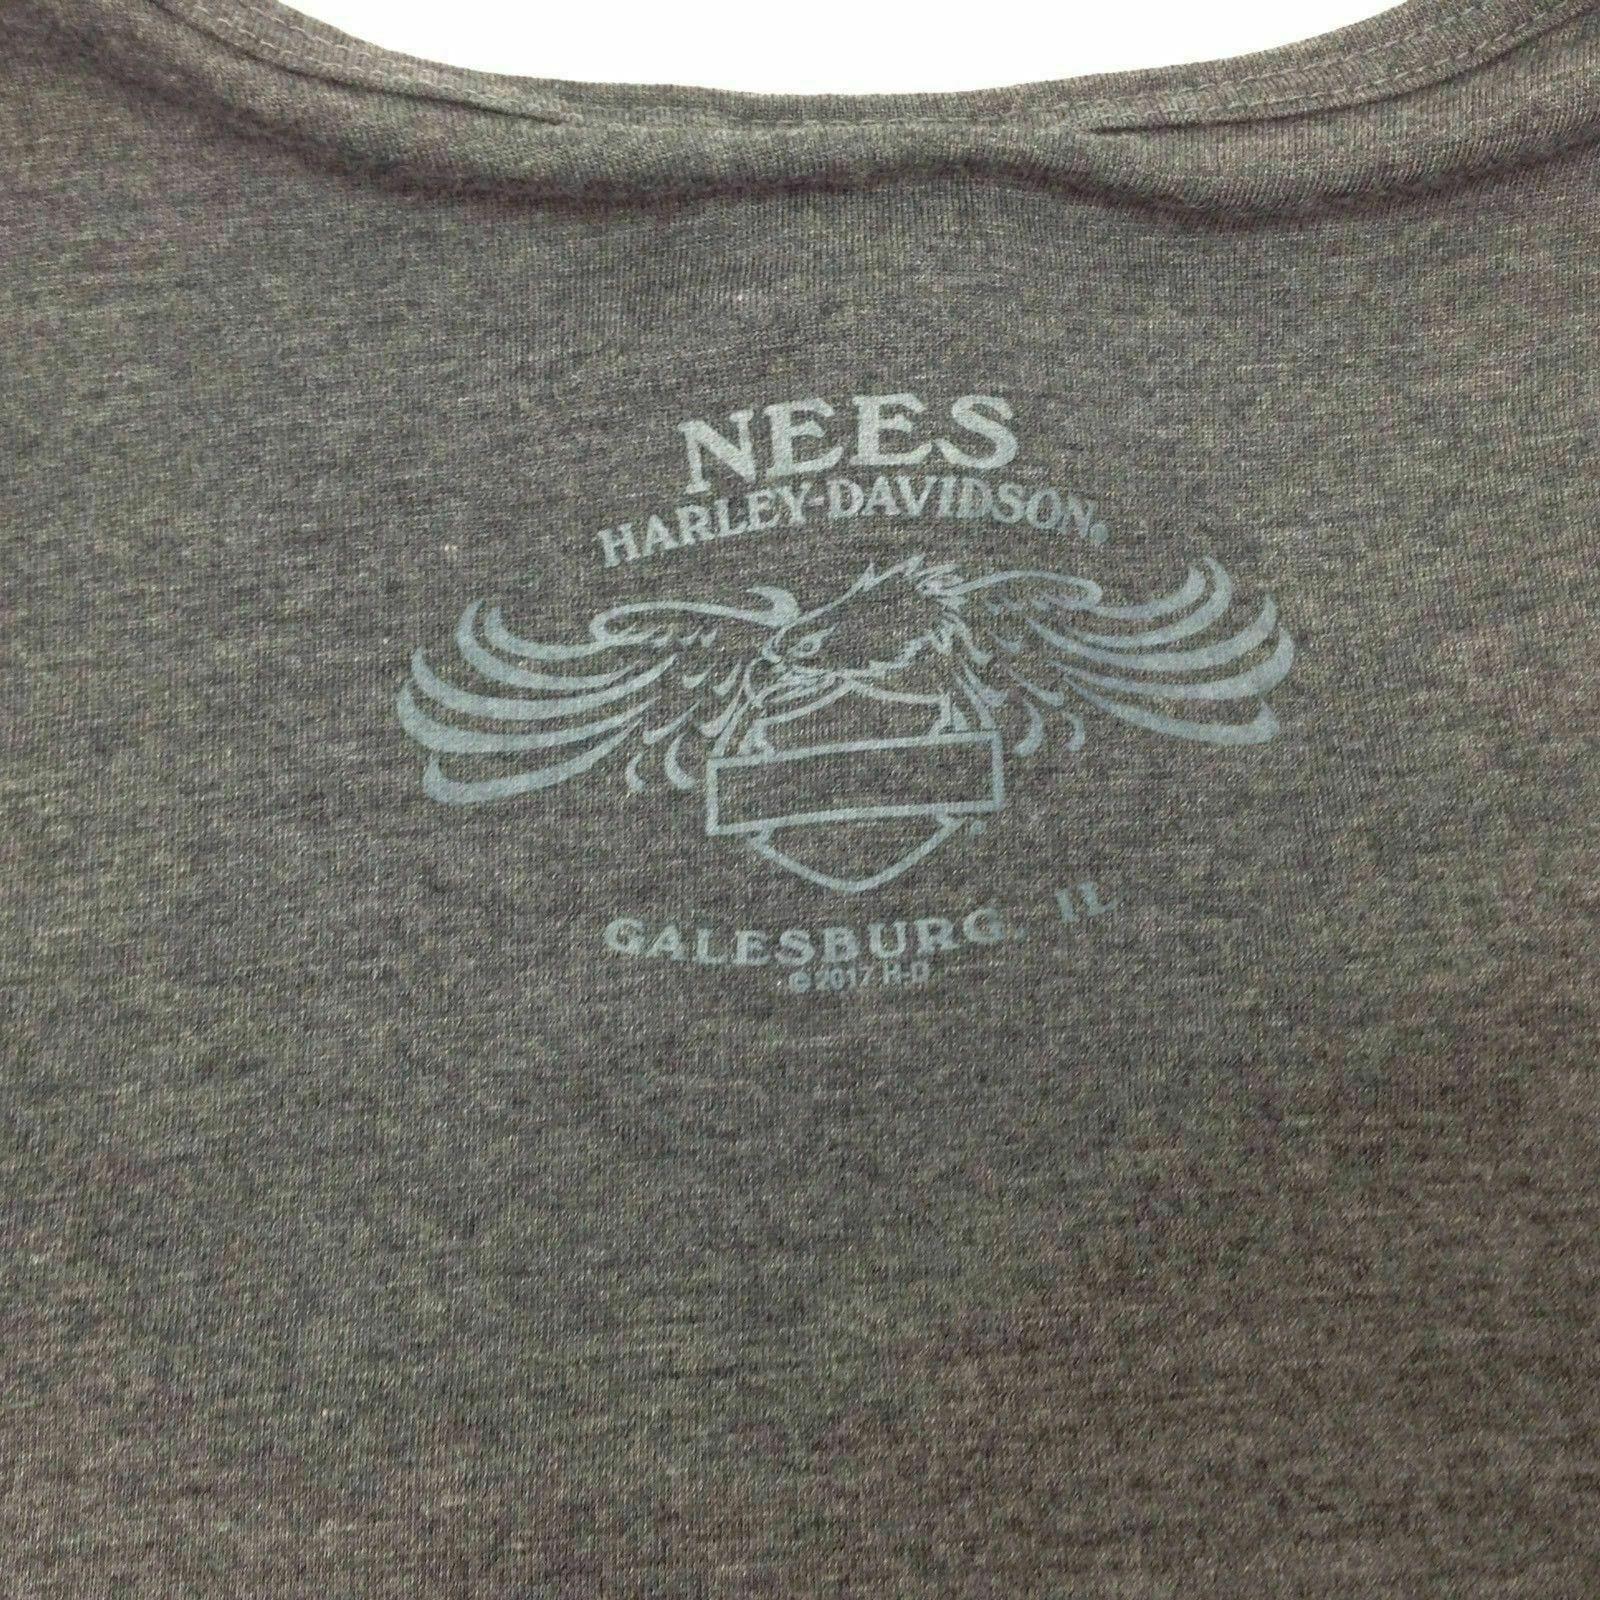 NEES
HARLEY-DAVIDSON®
®
GALESBURG, IL
©2017 H-D